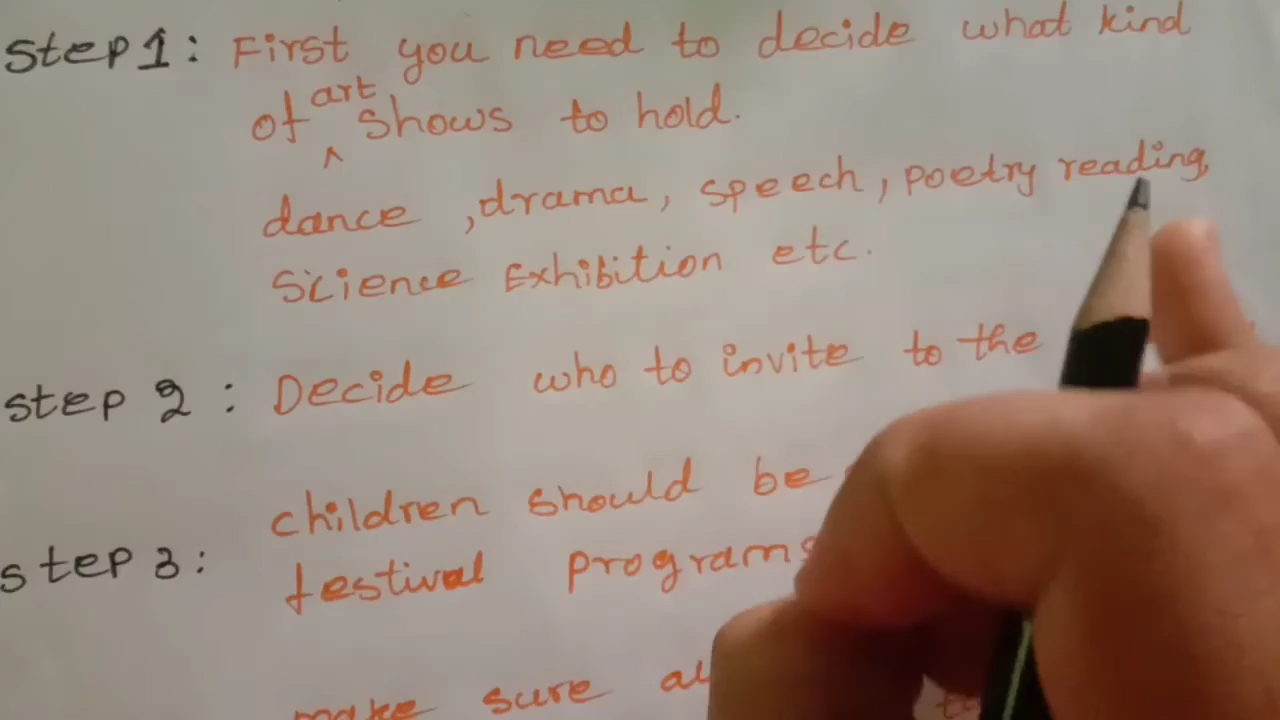 Step 1: First you need to decide what kind
of art shows to hold.
dance, drama, speech, poetry reading,
Science Exhibition etc.
step 2: Decide who to invite to the
children should be
step 3: festival programs
make sure